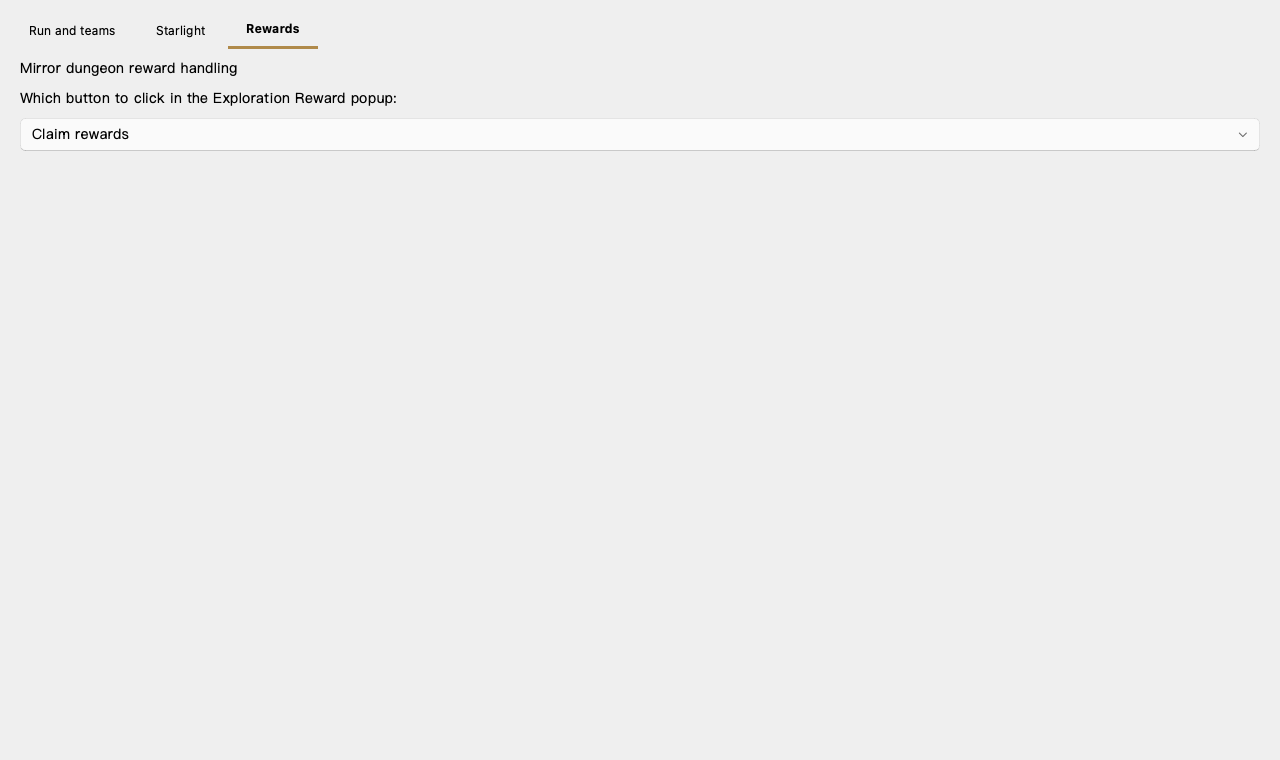 Run and teams
Starlight
Rewards
Mirror dungeon reward handling
Which button to click in the Exploration Reward popup:
Claim rewards